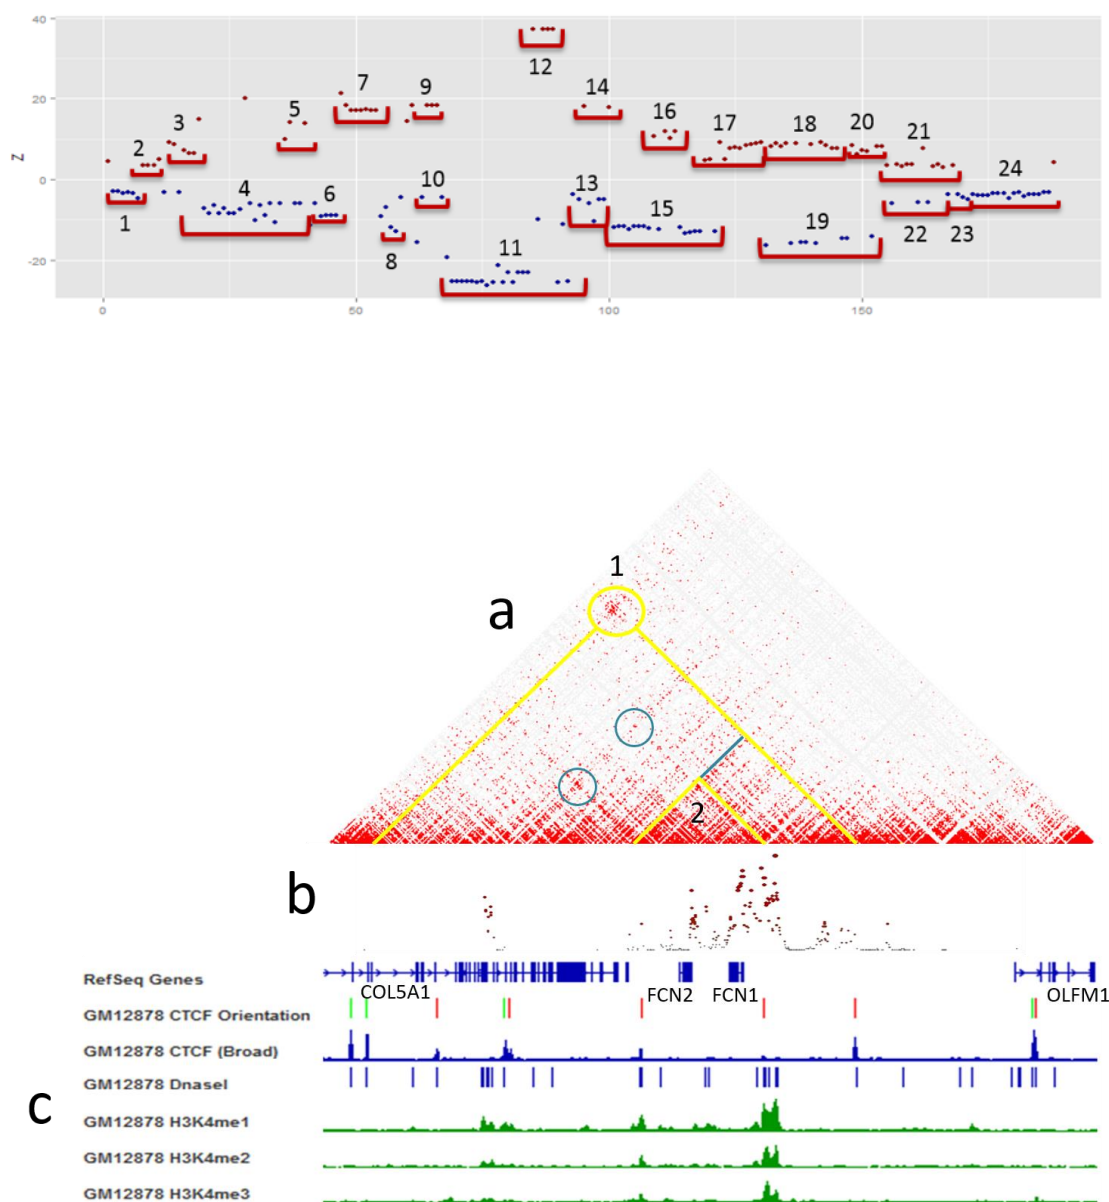 40
12
7
9
14
20
5
3
16
17
18
20
21
2
Z
0
4
6
10
13
24
1
8
11
15
19
22
23
-20
0
50
100
150
1
a
2
b
RefSeq Genes
COL5A1
FCN2
FCN1
OLFM1
GM12878 CTCF Orientation
GM12878 CTCF (Broad)
GM12878 DnaseI
c
GM12878 H3K4me1
GM12878 H3K4me2
GM12878 H3K4me3